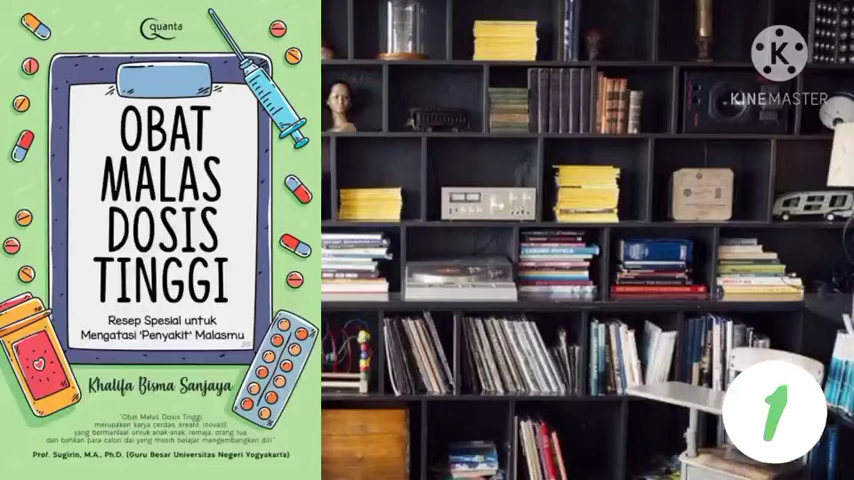 quanta
OBAT
MALAS
DOSIS
TINGGI
Resep Spesial untuk
Mengatasi 'Penyakit' Malasmu
Khalifa Bisma Sanjaya
"Obat Malas Dosis Tinggi
merupakan karya cerdas, kreatif, inovatif,
yang bermanfaat untuk anak-anak, remaja, orang tua,
dan bahkan para calon dai yang masih belajar mengembangkan diri"
Prof. Sugirin, M.A., Ph.D. (Guru Besar Universitas Negeri Yogyakarta)
K
KINEMASTER
1